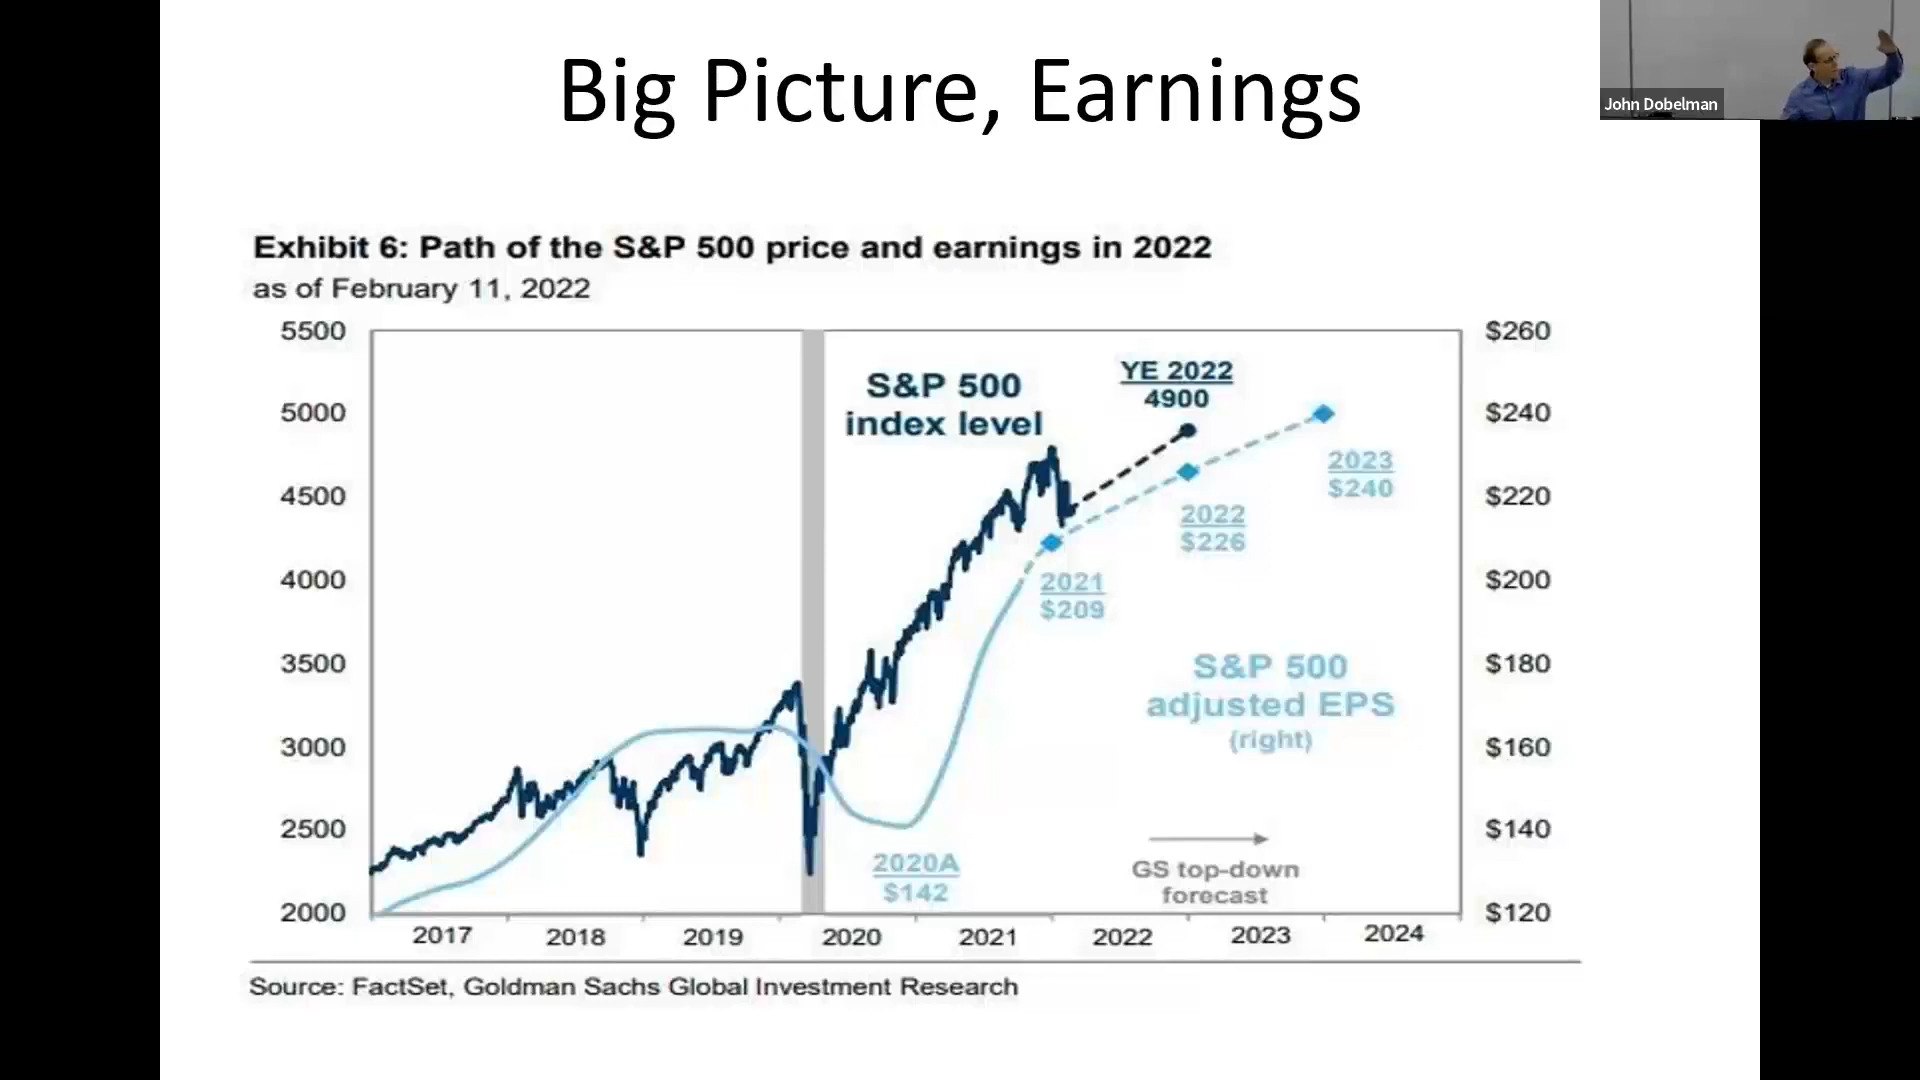 Big Picture, Earnings
John Dobelman
Exhibit 6: Path of the S&P 500 price and earnings in 2022
as of February 11, 2022
5500
5000
4500
4000
3500
3000
2500
2000
$260
$240
$220
$200
$180
$160
$140
$120
S&P 500
index level
YE 2022
4900
2023
$240
2022
$226
2021
$209
S&P 500
adjusted EPS
(right)
2020A
$142
GS top-down
forecast
2017 2018 2019 2020 2021 2022 2023 2024
Source: FactSet, Goldman Sachs Global Investment Research